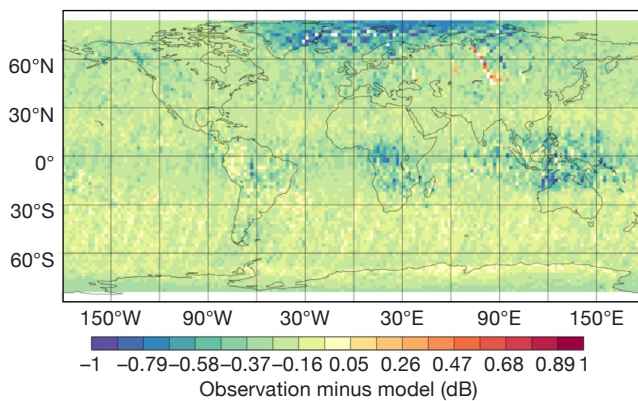 60°N
30°N
0°
30°S
60°S
150°W 90°W 30°W 30°E 90°E 150°E
−1 −0.79 −0.58 −0.37 −0.16 0.05 0.26 0.47 0.68 0.89 1
Observation minus model (dB)